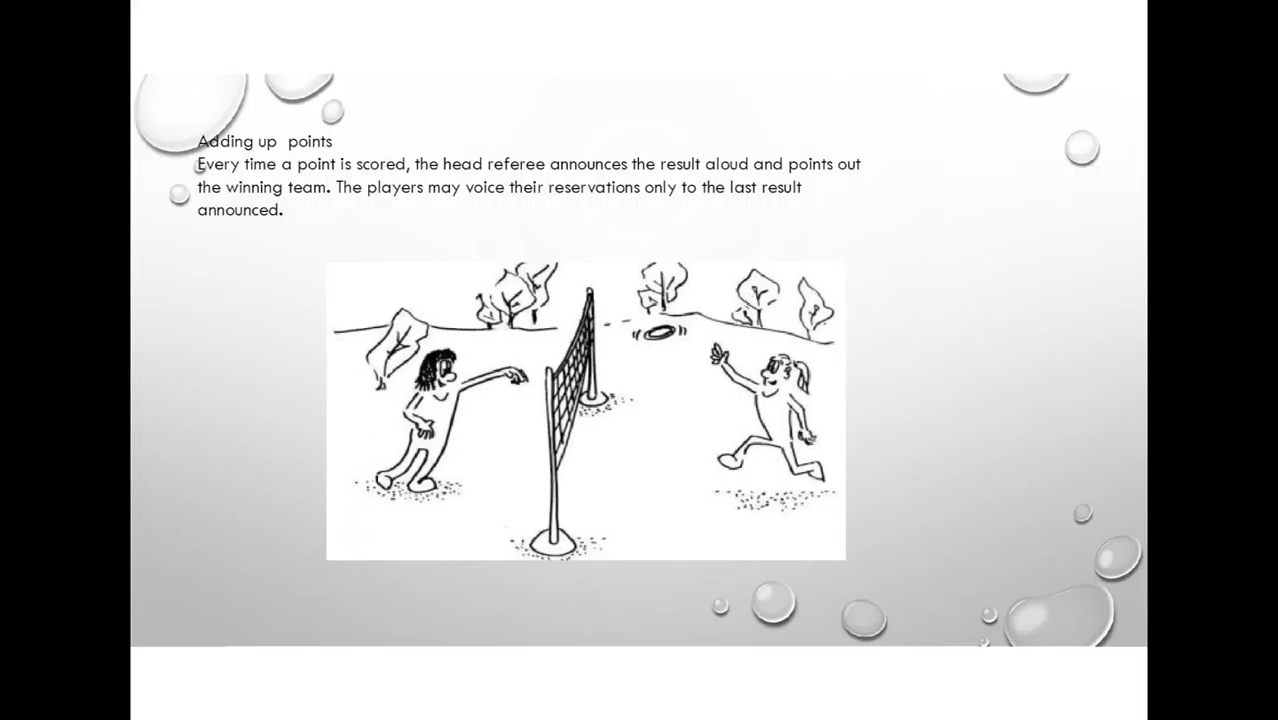 Adding up  points
Every time a point is scored, the head referee announces the result aloud and points out
the winning team. The players may voice their reservations only to the last result
announced.